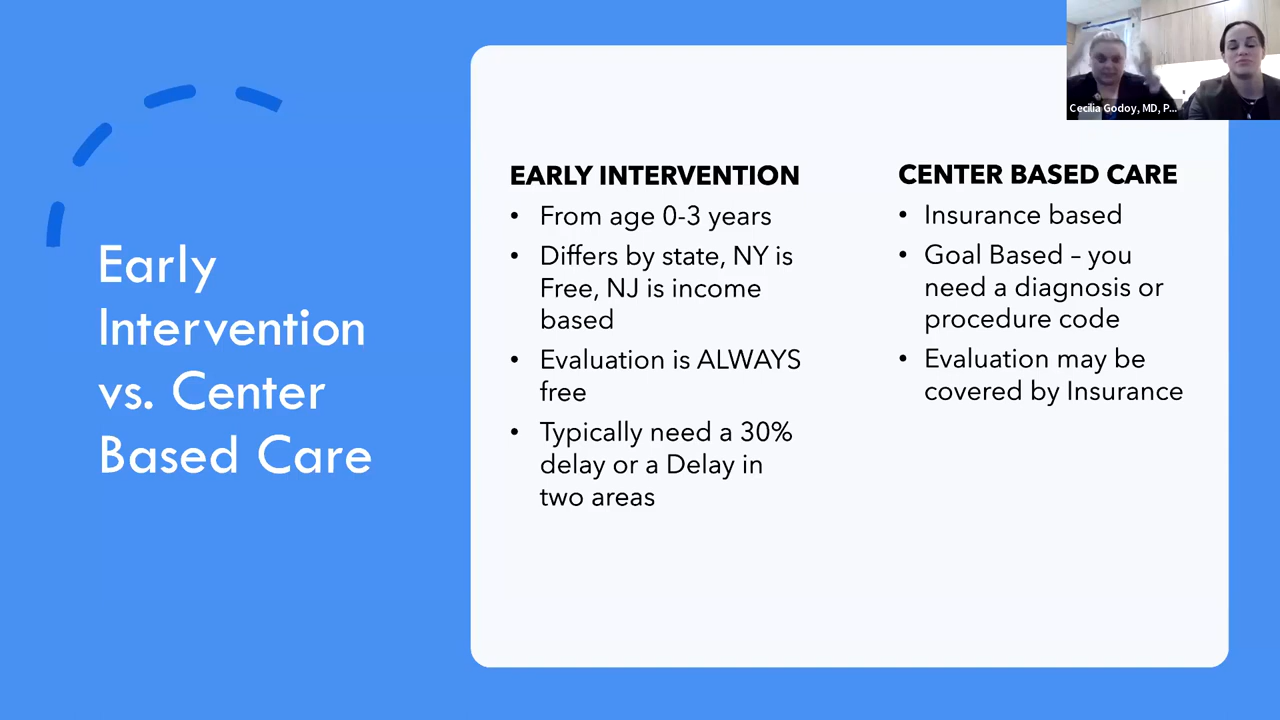 Early
Intervention
vs. Center
Based Care
EARLY INTERVENTION
• From age 0-3 years
• Differs by state, NY is
Free, NJ is income
based
• Evaluation is ALWAYS
free
• Typically need a 30%
delay or a Delay in
two areas
CENTER BASED CARE
• Insurance based
• Goal Based – you
need a diagnosis or
procedure code
• Evaluation may be
covered by Insurance
Cecilia Godoy, MD, P...